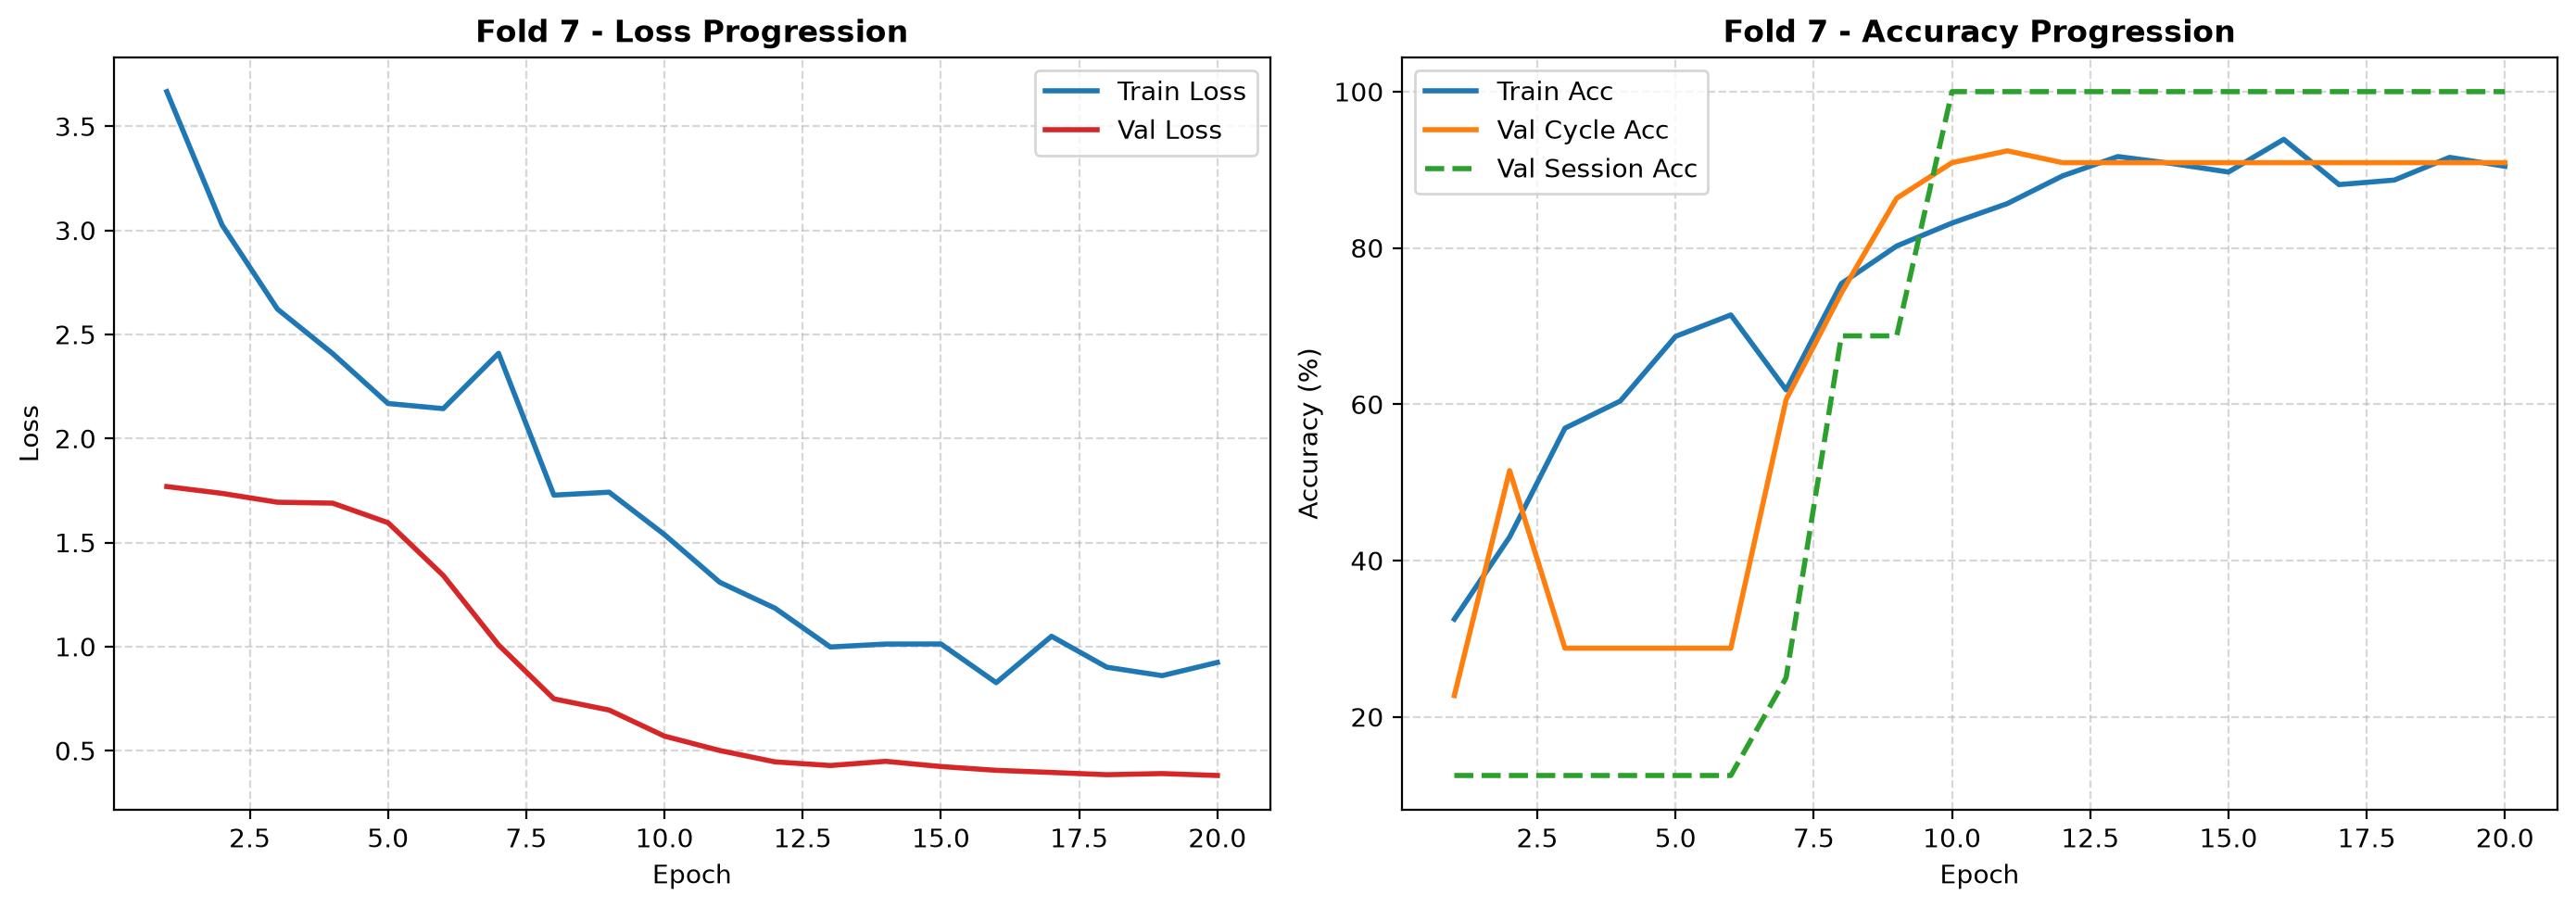 Fold 7 - Loss Progression
Train Loss
Val Loss
3.5
3.0
2.5
2.0
1.5
1.0
0.5
Loss
2.5 5.0 7.5 10.0 12.5 15.0 17.5 20.0
Epoch
Fold 7 - Accuracy Progression
Train Acc
Val Cycle Acc
Val Session Acc
100
80
60
40
20
Accuracy (%)
2.5 5.0 7.5 10.0 12.5 15.0 17.5 20.0
Epoch